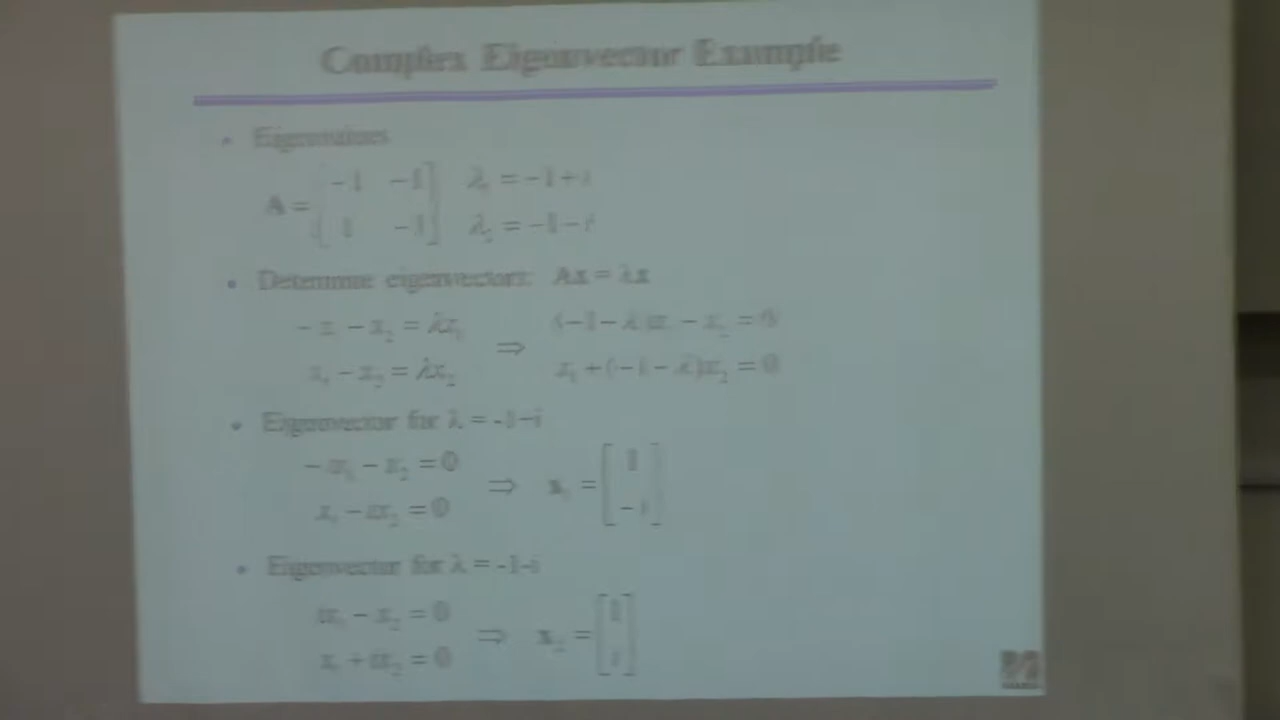 Complex Eigenvector Example
• Eigenvalues
A = [ -1 -1 ; 1 -1 ] λ₁ = -1+i
λ₂ = -1-i
• Determine eigenvectors: Ax = λx
-x₁ - x₂ = λx₁ ⇒ (-1-λ)x₁ - x₂ = 0
x₁ - x₂ = λx₂ x₁ + (-1-λ)x₂ = 0
• Eigenvector for λ = -1+i
-ix₁ - x₂ = 0 ⇒ x₁ = [ 1 ; -i ]
x₁ - ix₂ = 0
• Eigenvector for λ = -1-i
ix₁ - x₂ = 0 ⇒ x₂ = [ 1 ; i ]
x₁ + ix₂ = 0